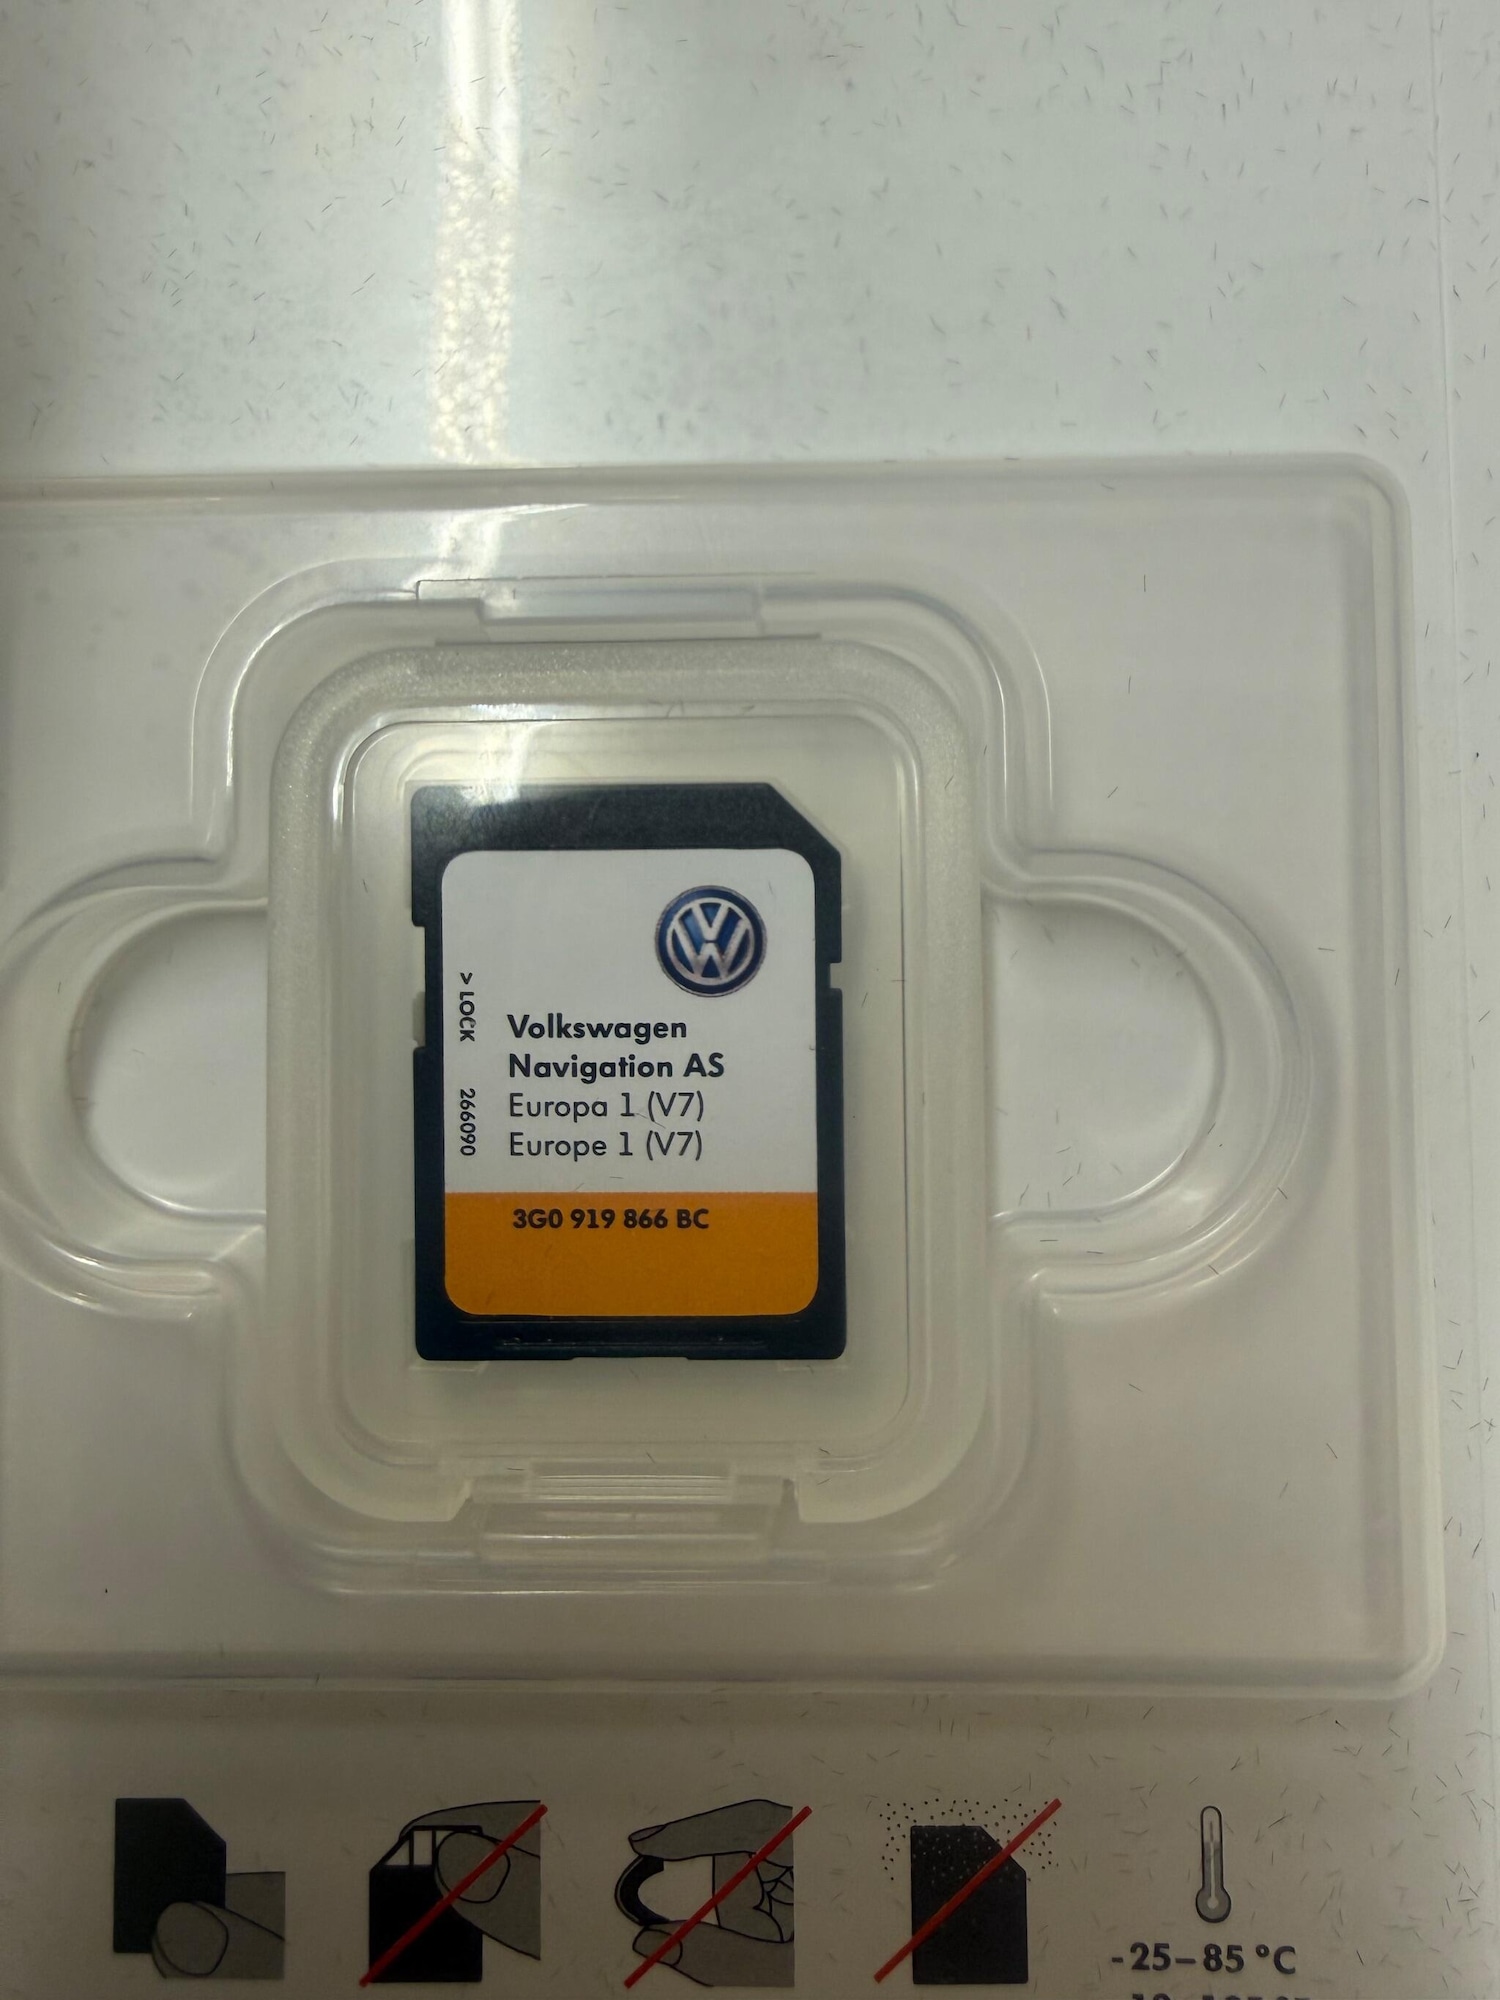 > LOCK 266090
Volkswagen
Navigation AS
Europa 1 (V7)
Europe 1 (V7)
3G0 919 866 BC
-25–85 °C